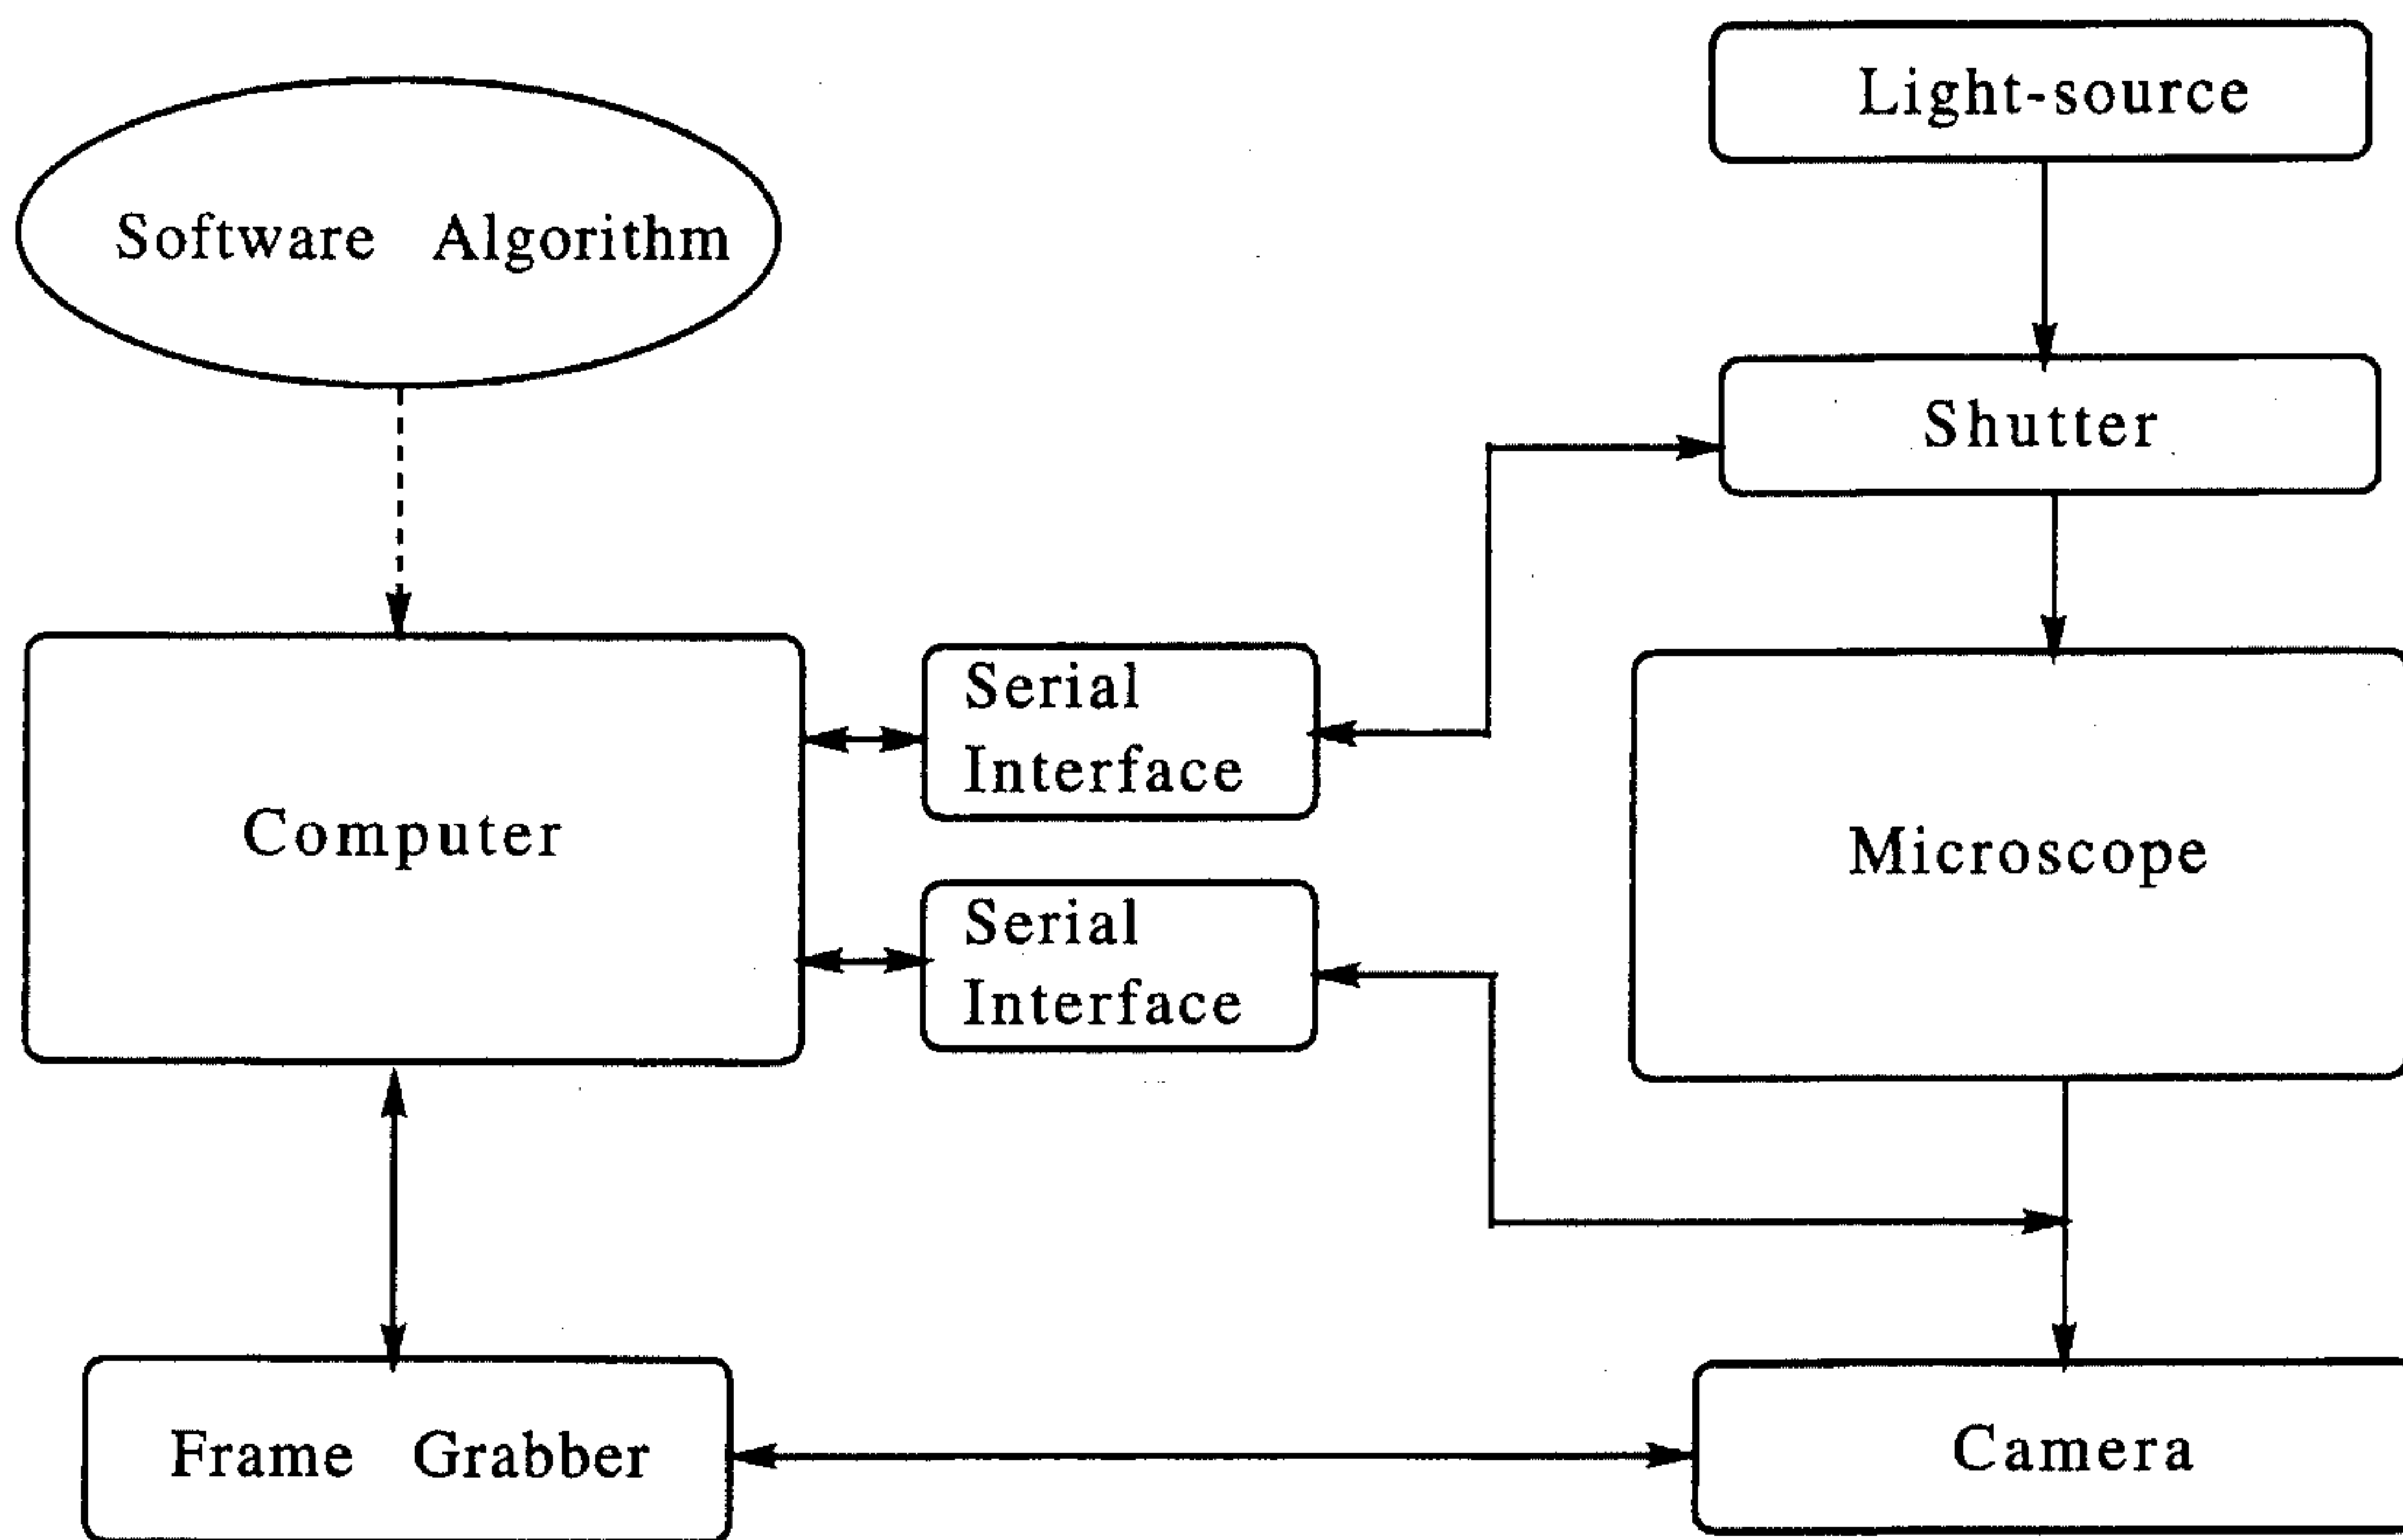 Light-source
Software Algorithm
Shutter
Serial
Interface
Computer
Microscope
Serial
Interface
Frame Grabber
Camera